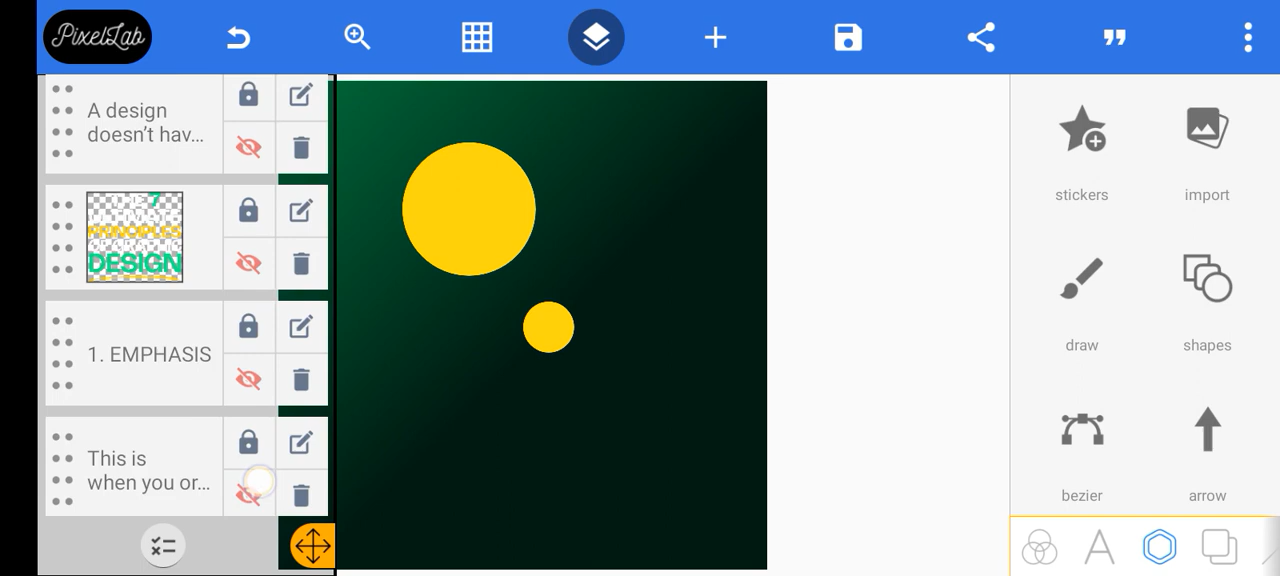 PixelLab
A design
doesn't hav...
7
PRINCIPLES
DESIGN
1. EMPHASIS
This is
when you or...
stickers
import
draw
shapes
bezier
arrow